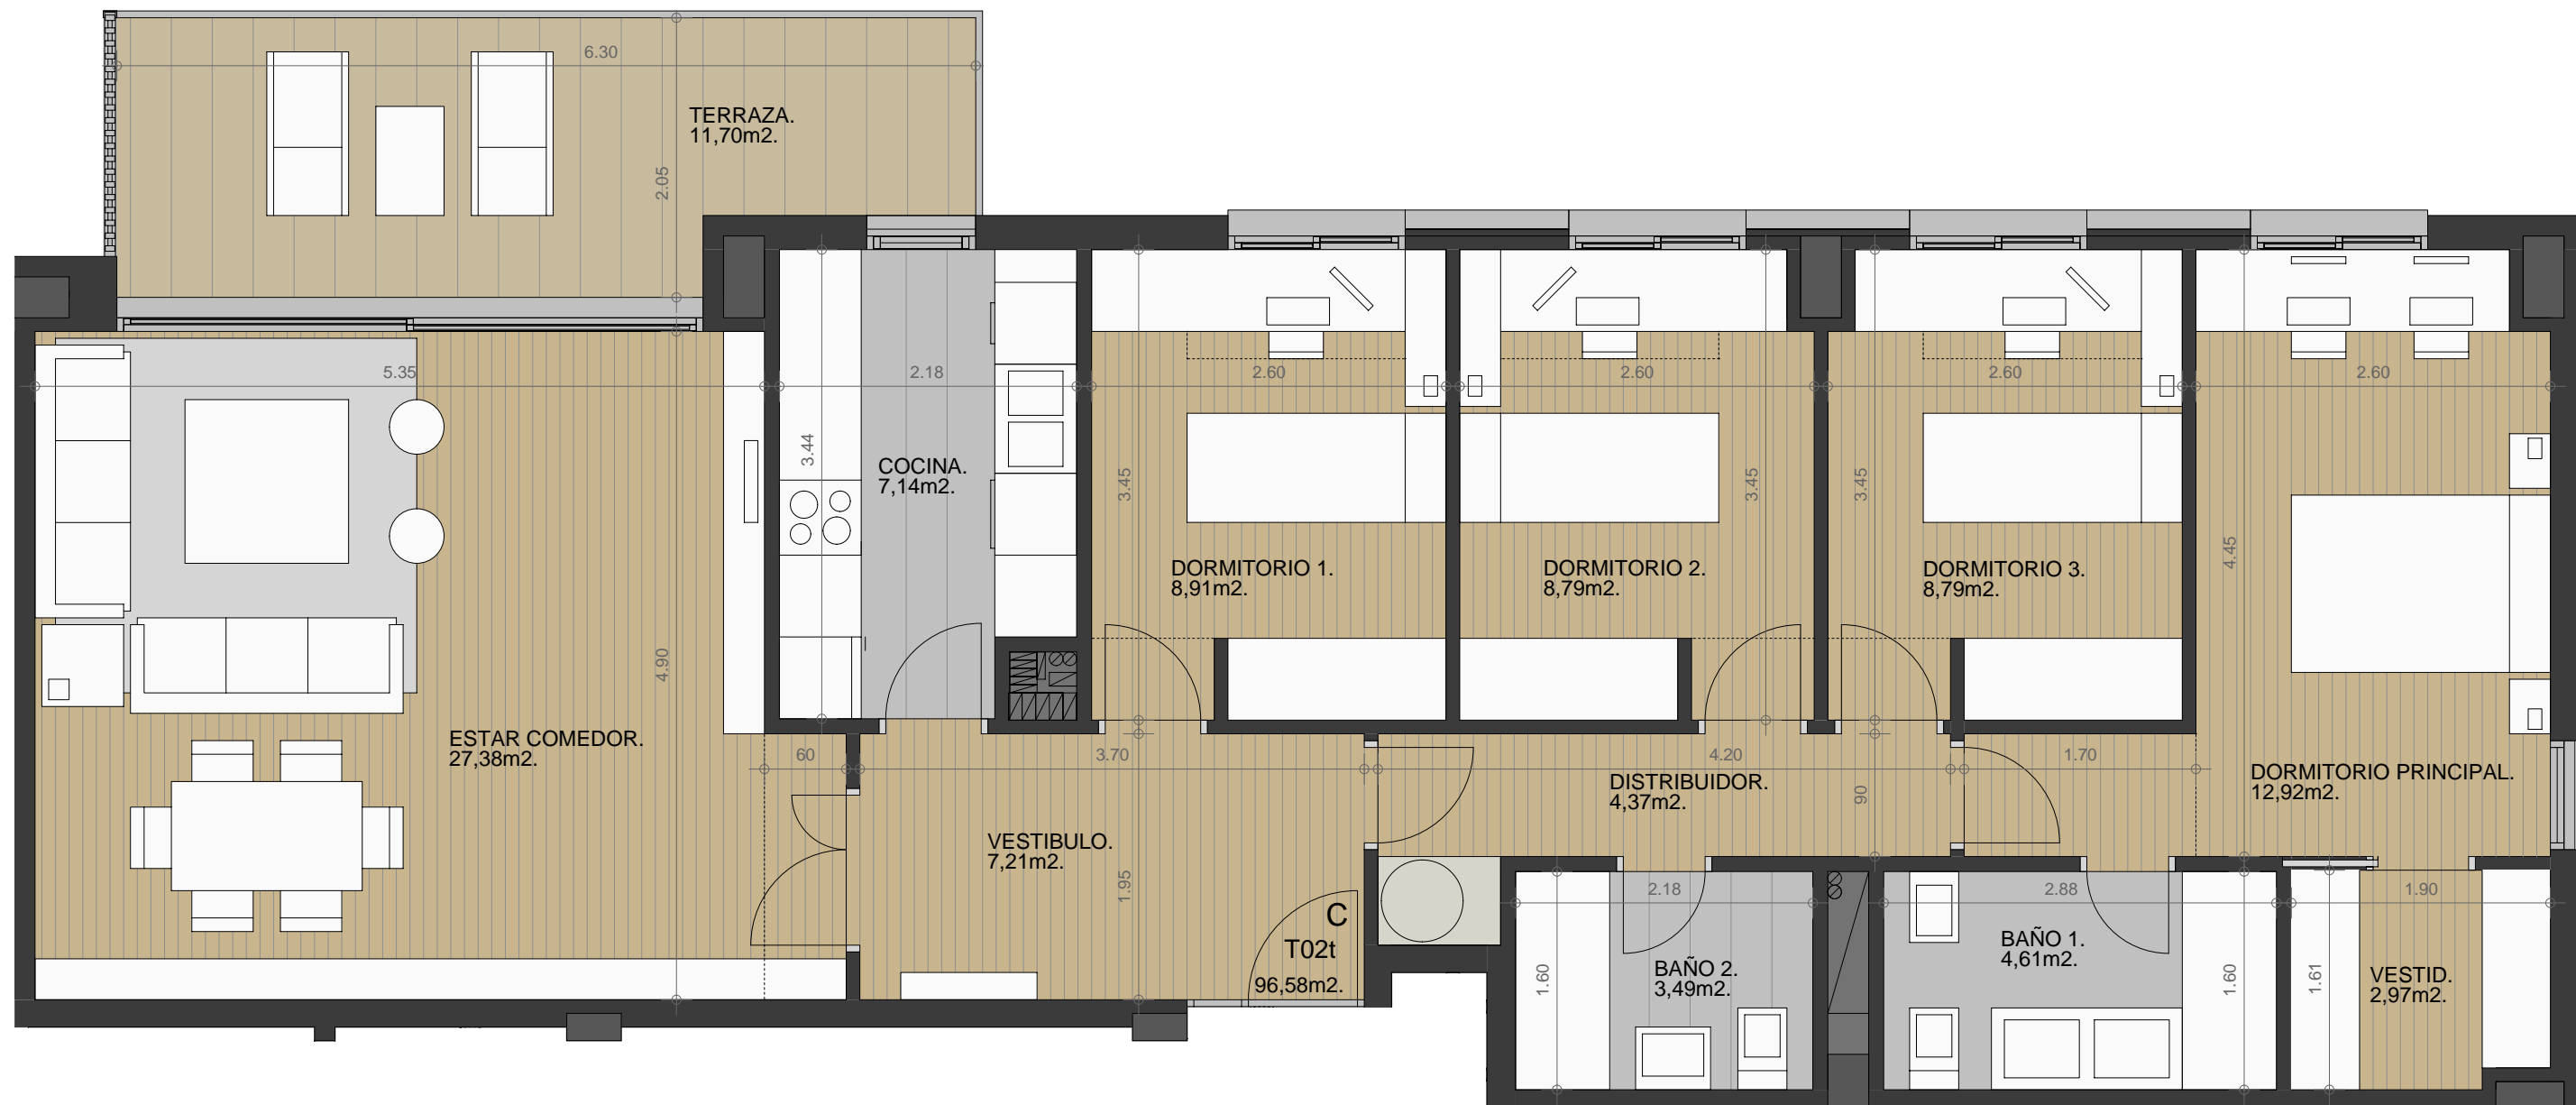 6.30
TERRAZA.
11,70m2.
2.05
5.35
2.18
2.60
2.60
2.60
2.60
3.44
COCINA.
7,14m2.
3.45
3.45
3.45
4.45
DORMITORIO 1.
8,91m2.
DORMITORIO 2.
8,79m2.
DORMITORIO 3.
8,79m2.
4.90
ESTAR COMEDOR.
27,38m2.
60
3.70
4.20
1.70
DISTRIBUIDOR.
4,37m2.
90
DORMITORIO PRINCIPAL.
12,92m2.
VESTIBULO.
7,21m2.
1.95
C
T02t
96,58m2.
2.18
2.88
1.90
BAÑO 2.
3,49m2.
1.60
BAÑO 1.
4,61m2.
1.60
1.61
VESTID.
2,97m2.